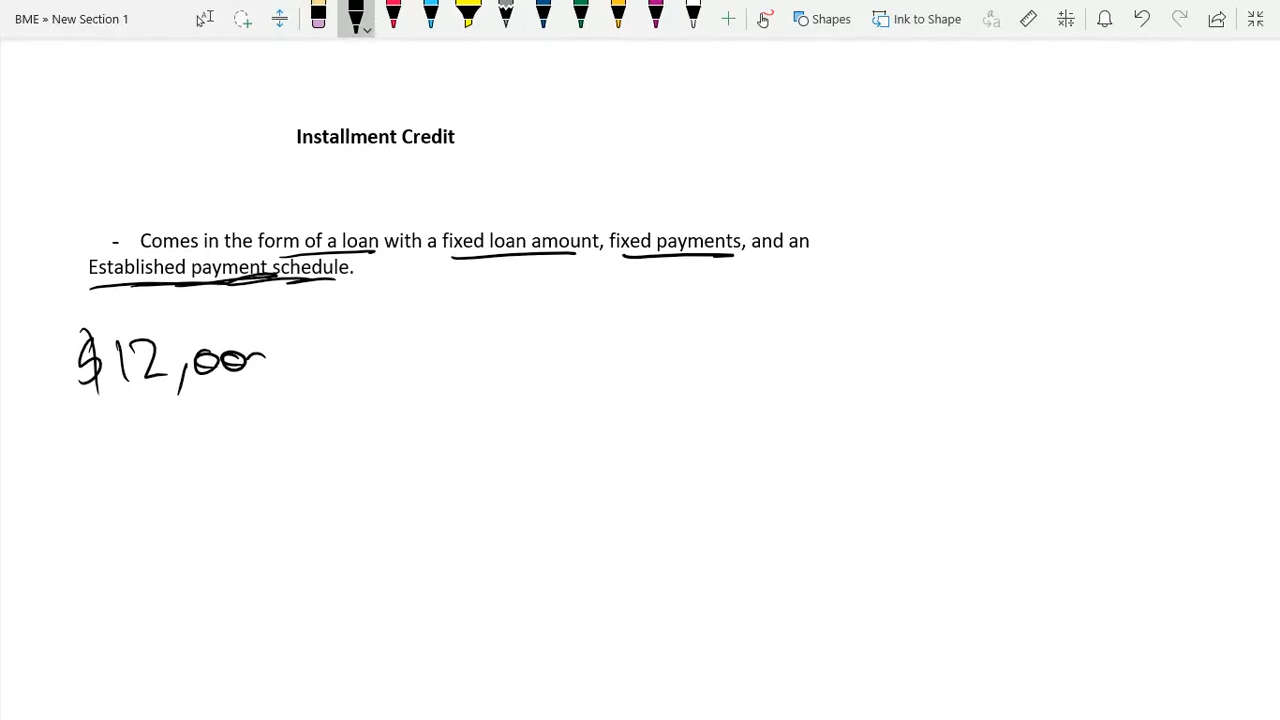 BME » New Section 1
Shapes
Ink to Shape
Installment Credit
- Comes in the form of a loan with a fixed loan amount, fixed payments, and an
Established payment schedule.
$12,00